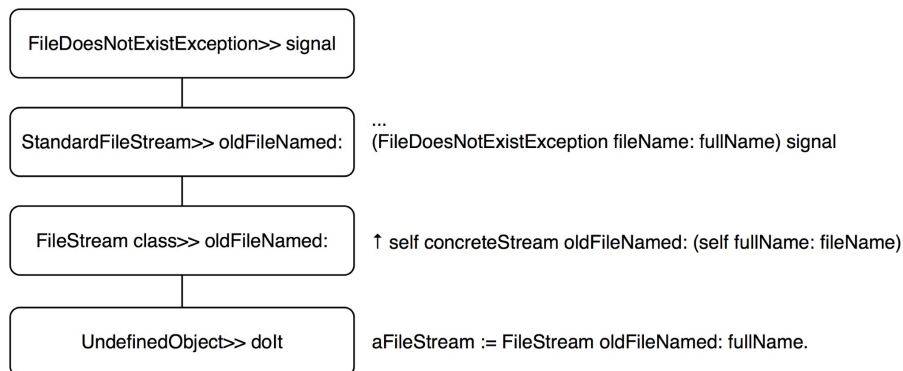 FileDoesNotExistException>> signal
StandardFileStream>> oldFileNamed:
...
(FileDoesNotExistException fileName: fullName) signal
FileStream class>> oldFileNamed:
↑ self concreteStream oldFileNamed: (self fullName: fileName)
UndefinedObject>> doIt
aFileStream := FileStream oldFileNamed: fullName.